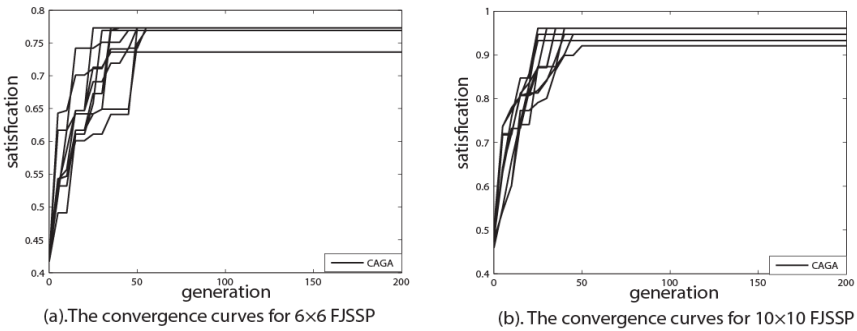 0.8
0.75
0.7
0.65
0.6
0.55
0.5
0.45
0.4
satisfication
0 50 100 150 200
generation
CAGA
(a).The convergence curves for 6×6 FJSSP
1
0.9
0.8
0.7
0.6
0.5
0.4
satisfication
0 50 100 150 200
generation
CAGA
(b). The convergence curves for 10×10 FJSSP